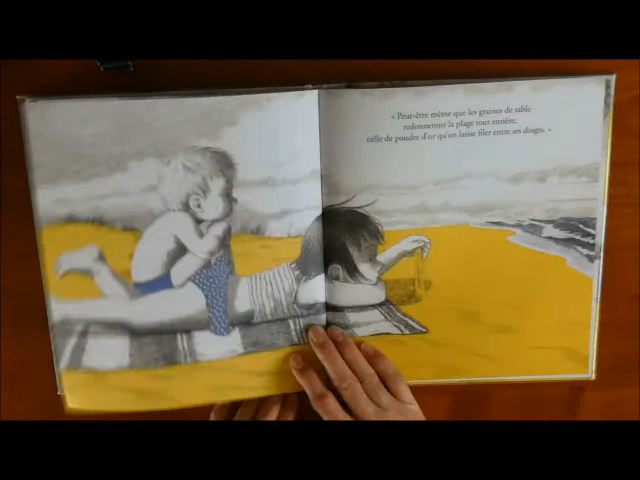 « Peut-être même que les graines de sable
redonneront la plage tout entière,
celle de poudre d'or qu'on laisse filer entre ses doigts. »